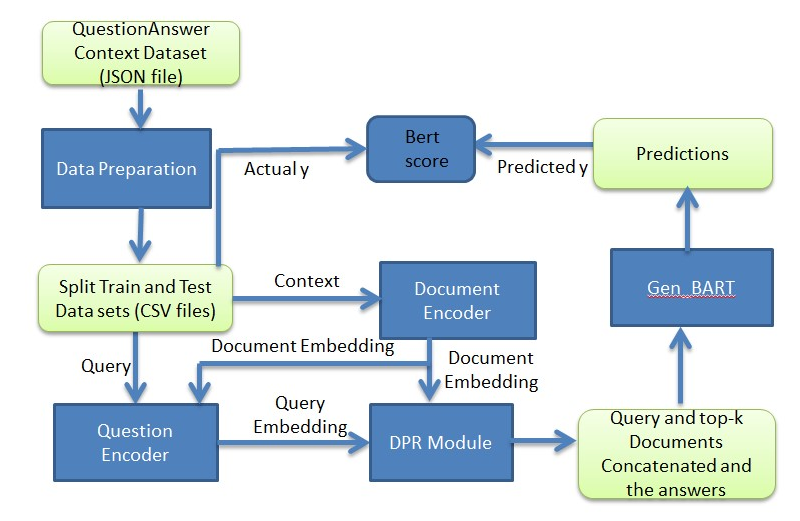 QuestionAnswer
Context Dataset
(JSON file)
Data Preparation
Actual y
Bert
score
Predicted y
Predictions
Split Train and Test
Data sets (CSV files)
Context
Document
Encoder
Gen_BART
Query
Document Embedding
Document
Embedding
Query
Embedding
Question
Encoder
DPR Module
Query and top-k
Documents
Concatenated and
the answers